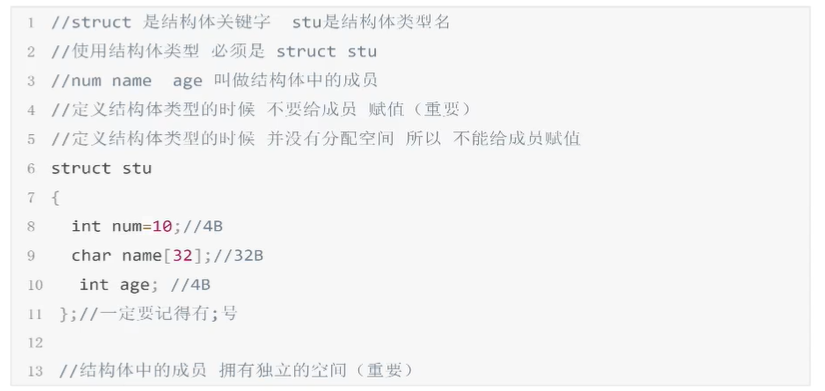 1 //struct 是结构体关键字  stu是结构体类型名
2 //使用结构体类型 必须是 struct stu
3 //num name  age 叫做结构体中的成员
4 //定义结构体类型的时候 不要给成员 赋值（重要）
5 //定义结构体类型的时候 并没有分配空间 所以 不能给成员赋值
6 struct stu
7 {
8   int num=10;//4B
9   char name[32];//32B
10    int age; //4B
11  };//一定要记得有;号
12
13  //结构体中的成员 拥有独立的空间（重要）